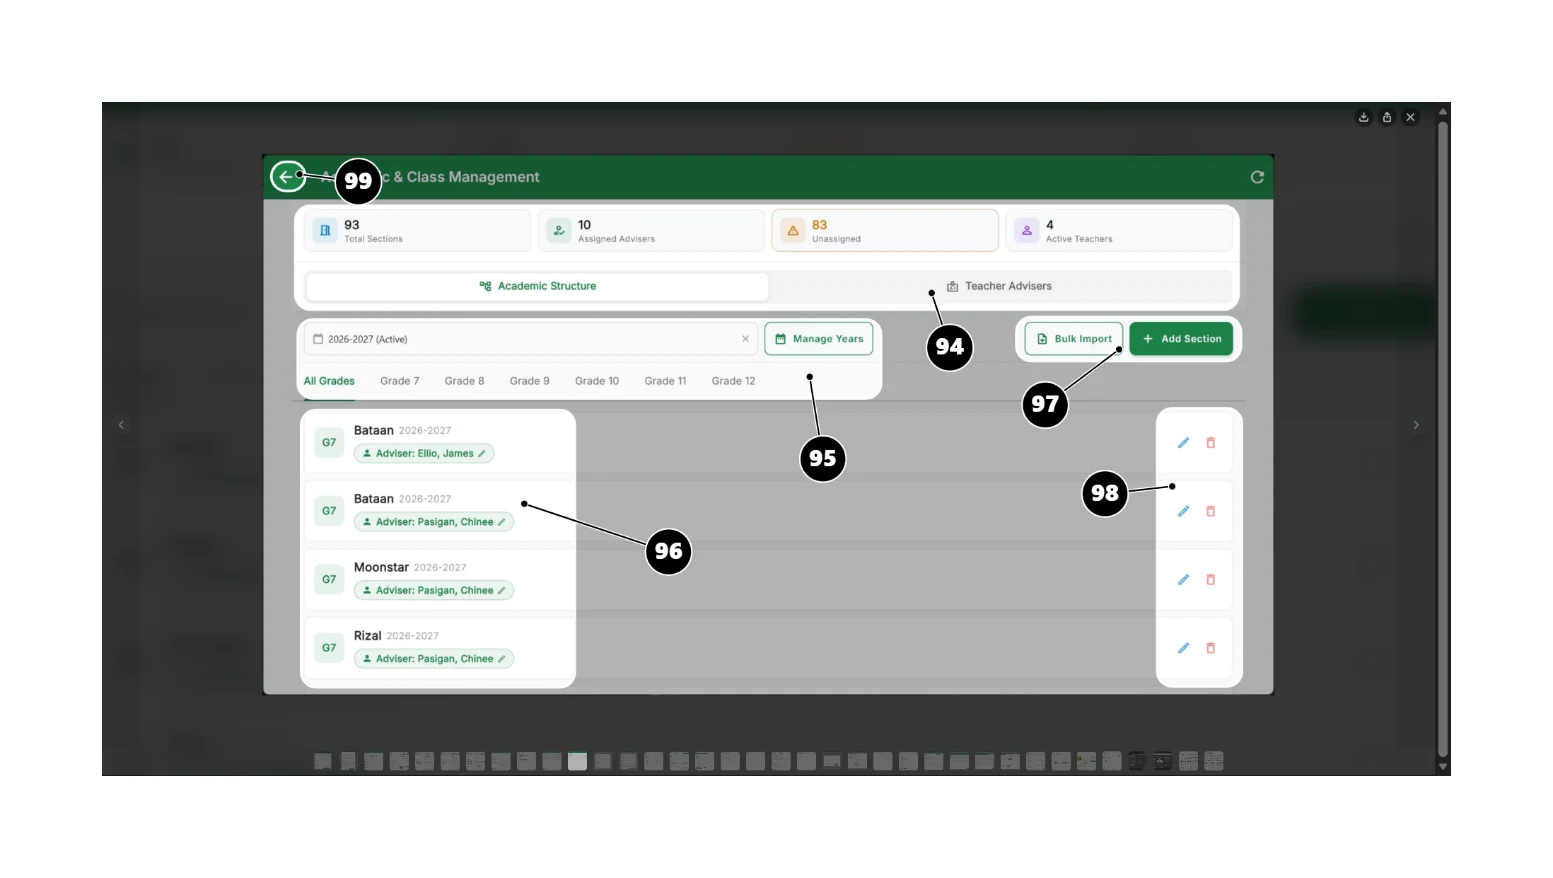 99
c & Class Management
93
Total Sections
10
Assigned Advisers
83
Unassigned
4
Active Teachers
Academic Structure
Teacher Advisers
2026-2027 (Active)
Manage Years
94
Bulk Import
Add Section
All Grades
Grade 7
Grade 8
Grade 9
Grade 10
Grade 11
Grade 12
97
95
G7
Bataan 2026-2027
Adviser: Ellio, James
98
G7
Bataan 2026-2027
Adviser: Pasigan, Chinee
96
G7
Moonstar 2026-2027
Adviser: Pasigan, Chinee
G7
Rizal 2026-2027
Adviser: Pasigan, Chinee